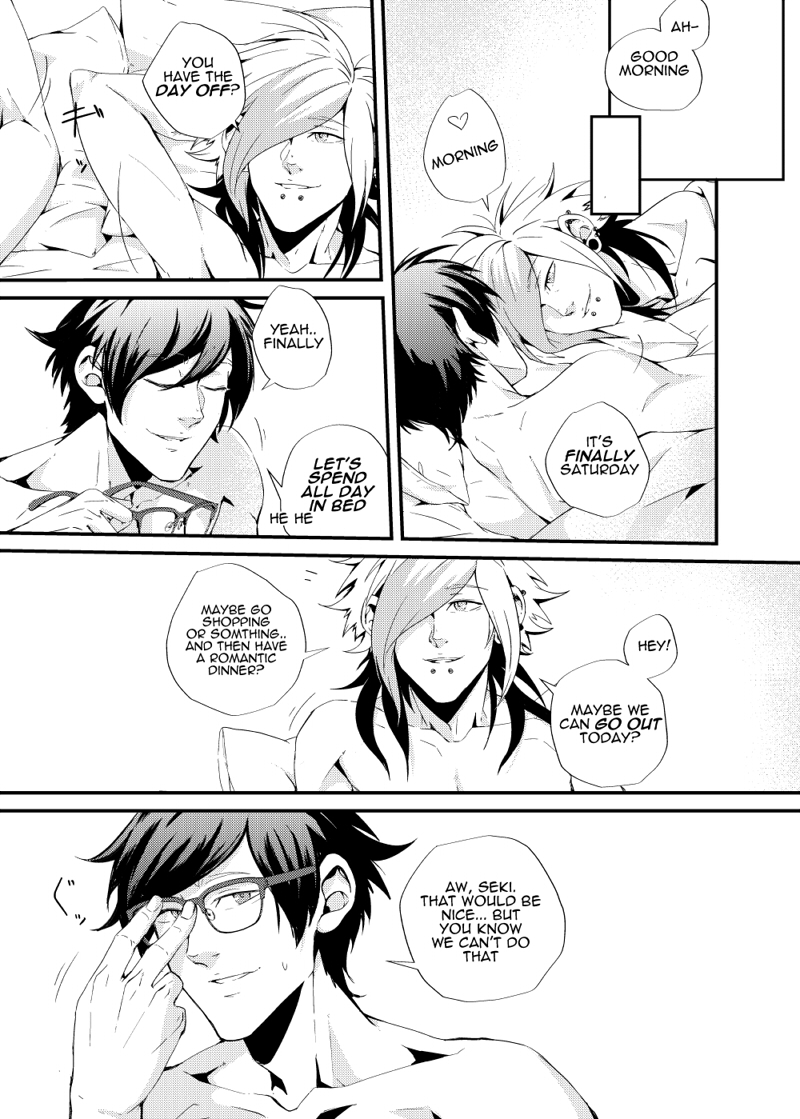 AH-
GOOD
MORNING
MORNING
IT'S
FINALLY
SATURDAY
YOU
HAVE THE
DAY OFF?
YEAH..
FINALLY
LET'S
SPEND
ALL DAY
IN BED
HE HE
HEY!
MAYBE WE
CAN GO OUT
TODAY?
MAYBE GO
SHOPPING
OR SOMTHING..
AND THEN HAVE
A ROMANTIC
DINNER?
AW, SEKI.
THAT WOULD BE
NICE... BUT
YOU KNOW
WE CAN'T DO
THAT